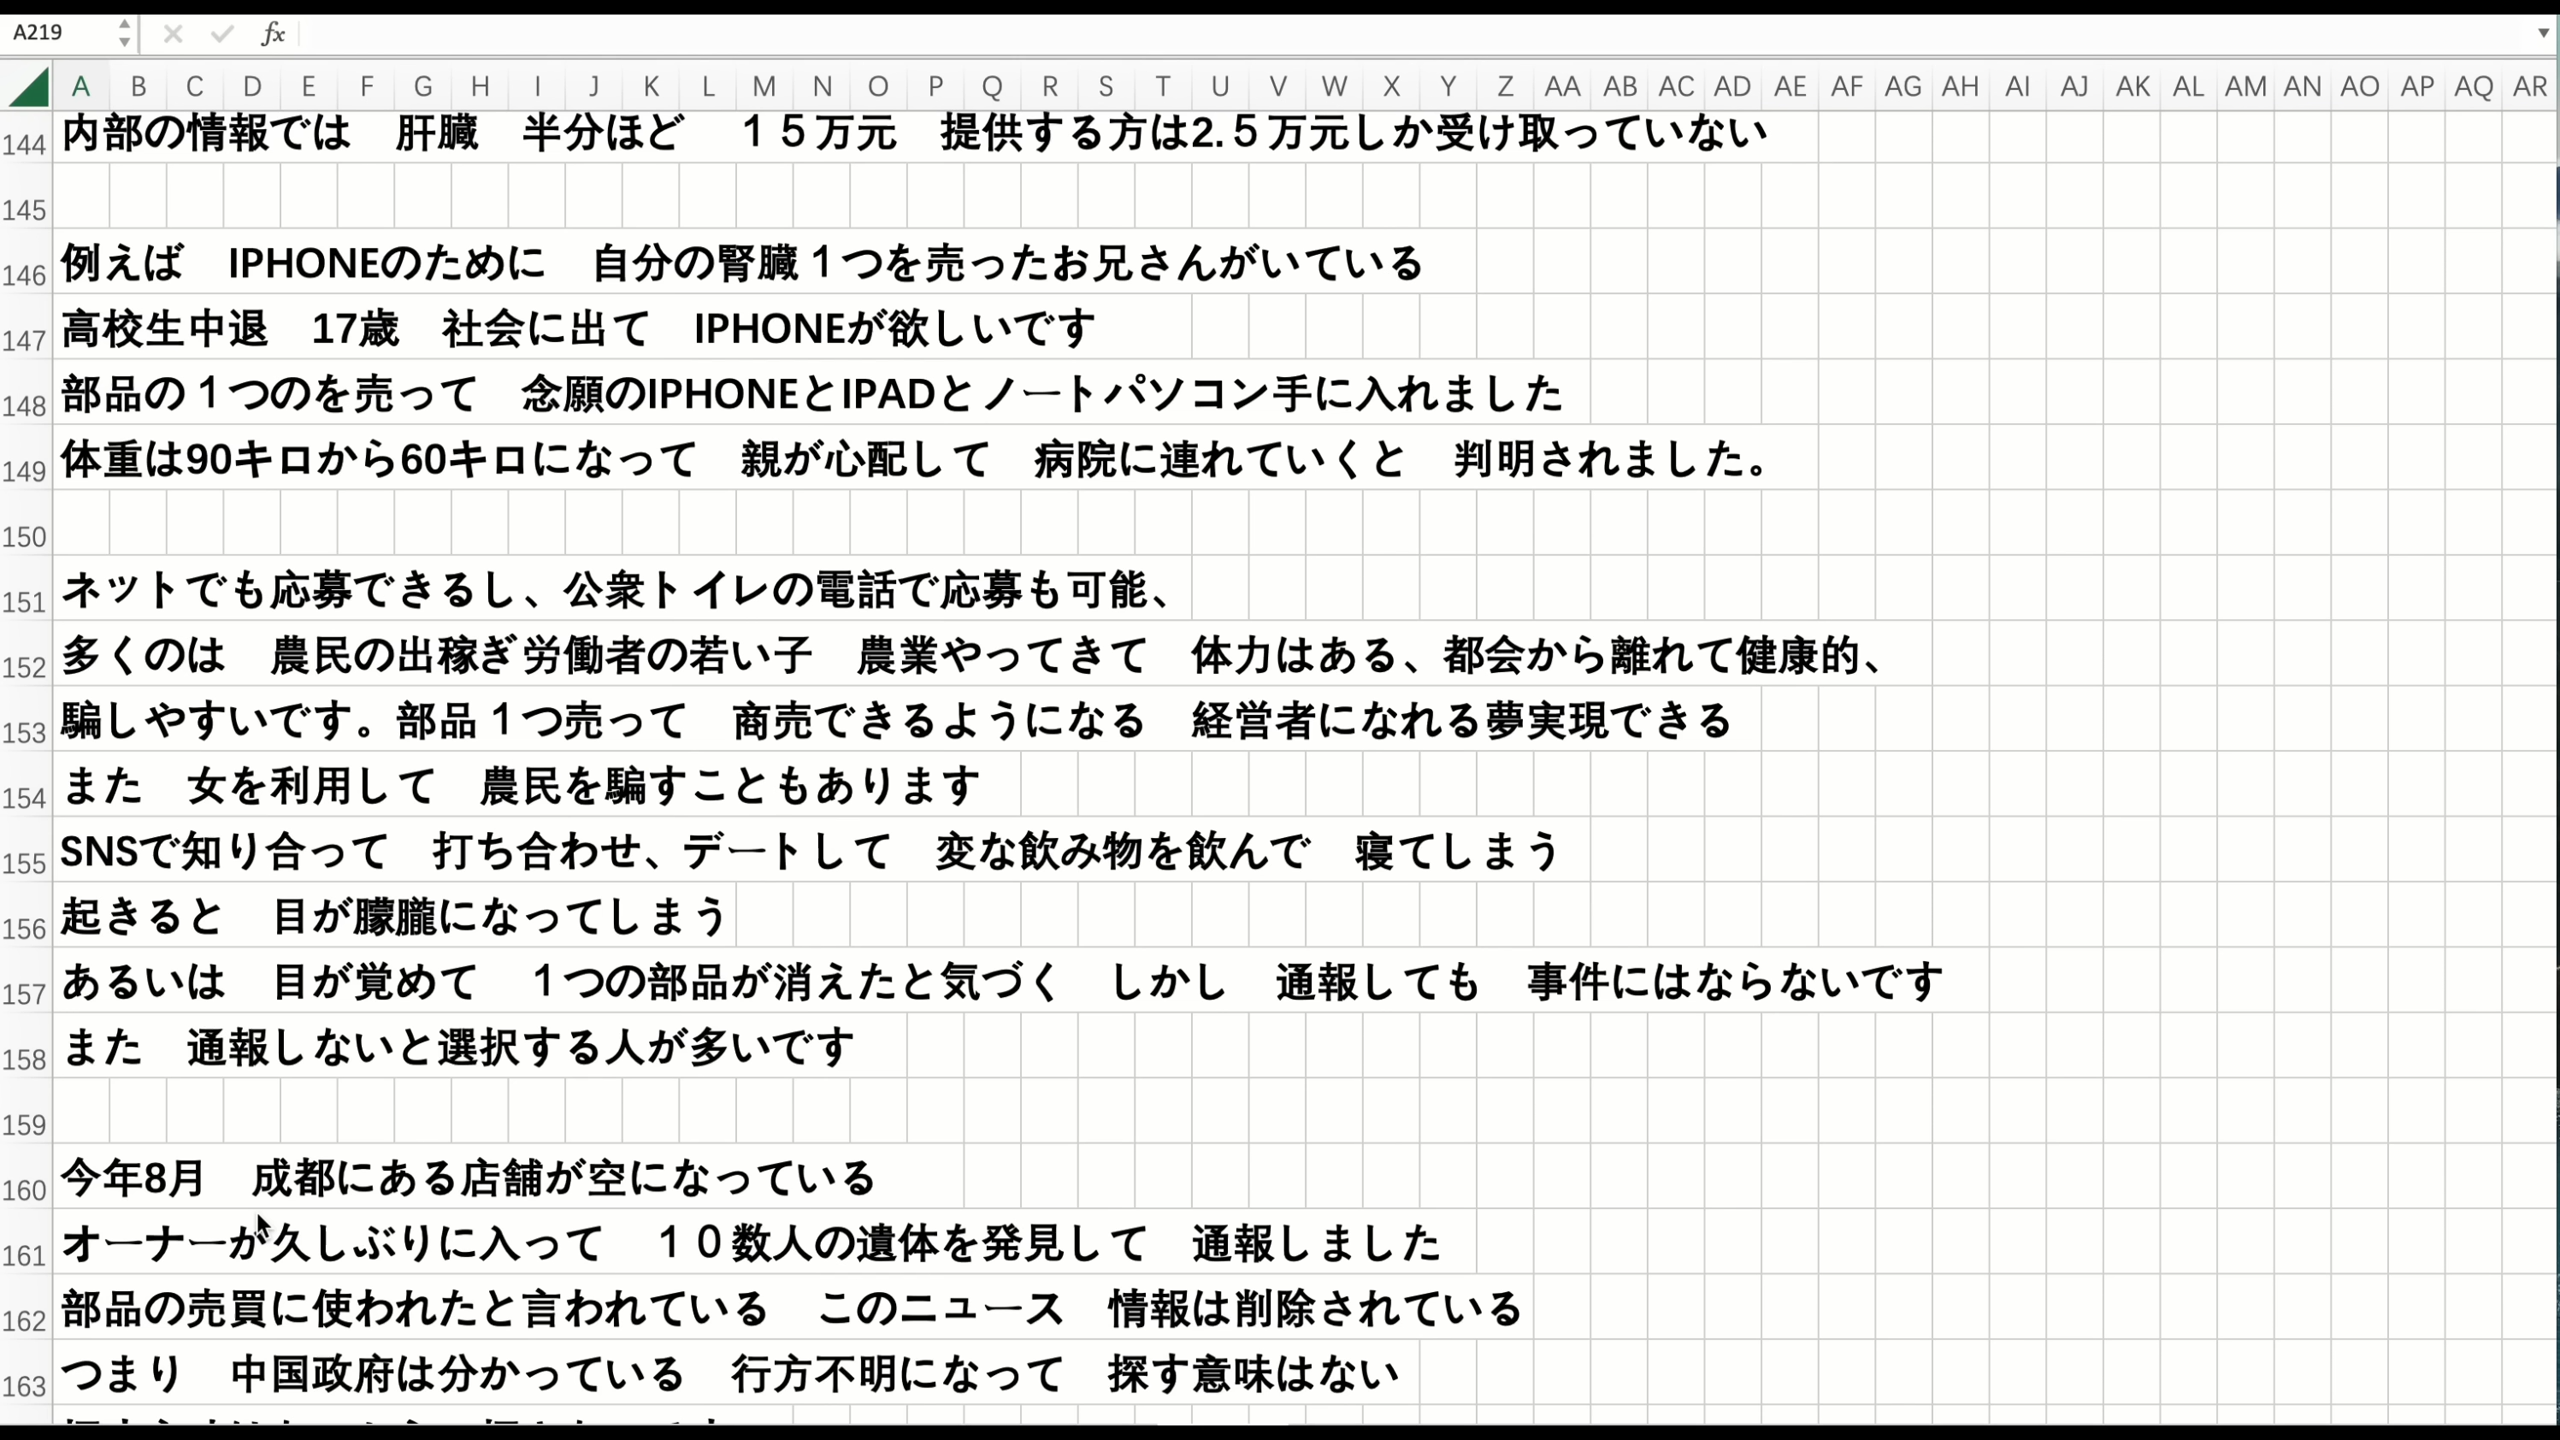 A219
fx
A B C D E F G H I J K L M N O P Q R S T U V W X Y Z AA AB AC AD AE AF AG AH AI AJ AK AL AM AN AO AP AQ AR
144 内部の情報では　肝臓　半分ほど　１５万元　提供する方は2.５万元しか受け取っていない
145
146 例えば　IPHONEのために　自分の腎臓１つを売ったお兄さんがいている
147 高校生中退　17歳　社会に出て　IPHONEが欲しいです
148 部品の１つのを売って　念願のIPHONEとIPADとノートパソコン手に入れました
149 体重は90キロから60キロになって　親が心配して　病院に連れていくと　判明されました。
150
151 ネットでも応募できるし、公衆トイレの電話で応募も可能、
152 多くのは　農民の出稼ぎ労働者の若い子　農業やってきて　体力はある、都会から離れて健康的、
153 騙しやすいです。部品１つ売って　商売できるようになる　経営者になれる夢実現できる
154 また　女を利用して　農民を騙すこともあります
155 SNSで知り合って　打ち合わせ、デートして　変な飲み物を飲んで　寝てしまう
156 起きると　目が朦朧になってしまう
157 あるいは　目が覚めて　１つの部品が消えたと気づく　しかし　通報しても　事件にはならないです
158 また　通報しないと選択する人が多いです
159
160 今年8月　成都にある店舗が空になっている
161 オーナーが久しぶりに入って　１０数人の遺体を発見して　通報しました
162 部品の売買に使われたと言われている　このニュース　情報は削除されている
163 つまり　中国政府は分かっている　行方不明になって　探す意味はない